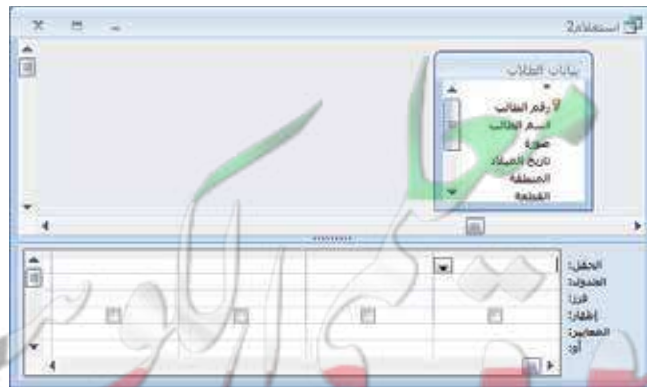 استعلام2
بيانات الطلاب
*
رقم الطالب
اسم الطالب
صورة
تاريخ الميلاد
المنطقة
القطعة
الحقل:
الجدول:
فرز:
إظهار:
المعايير:
أو: